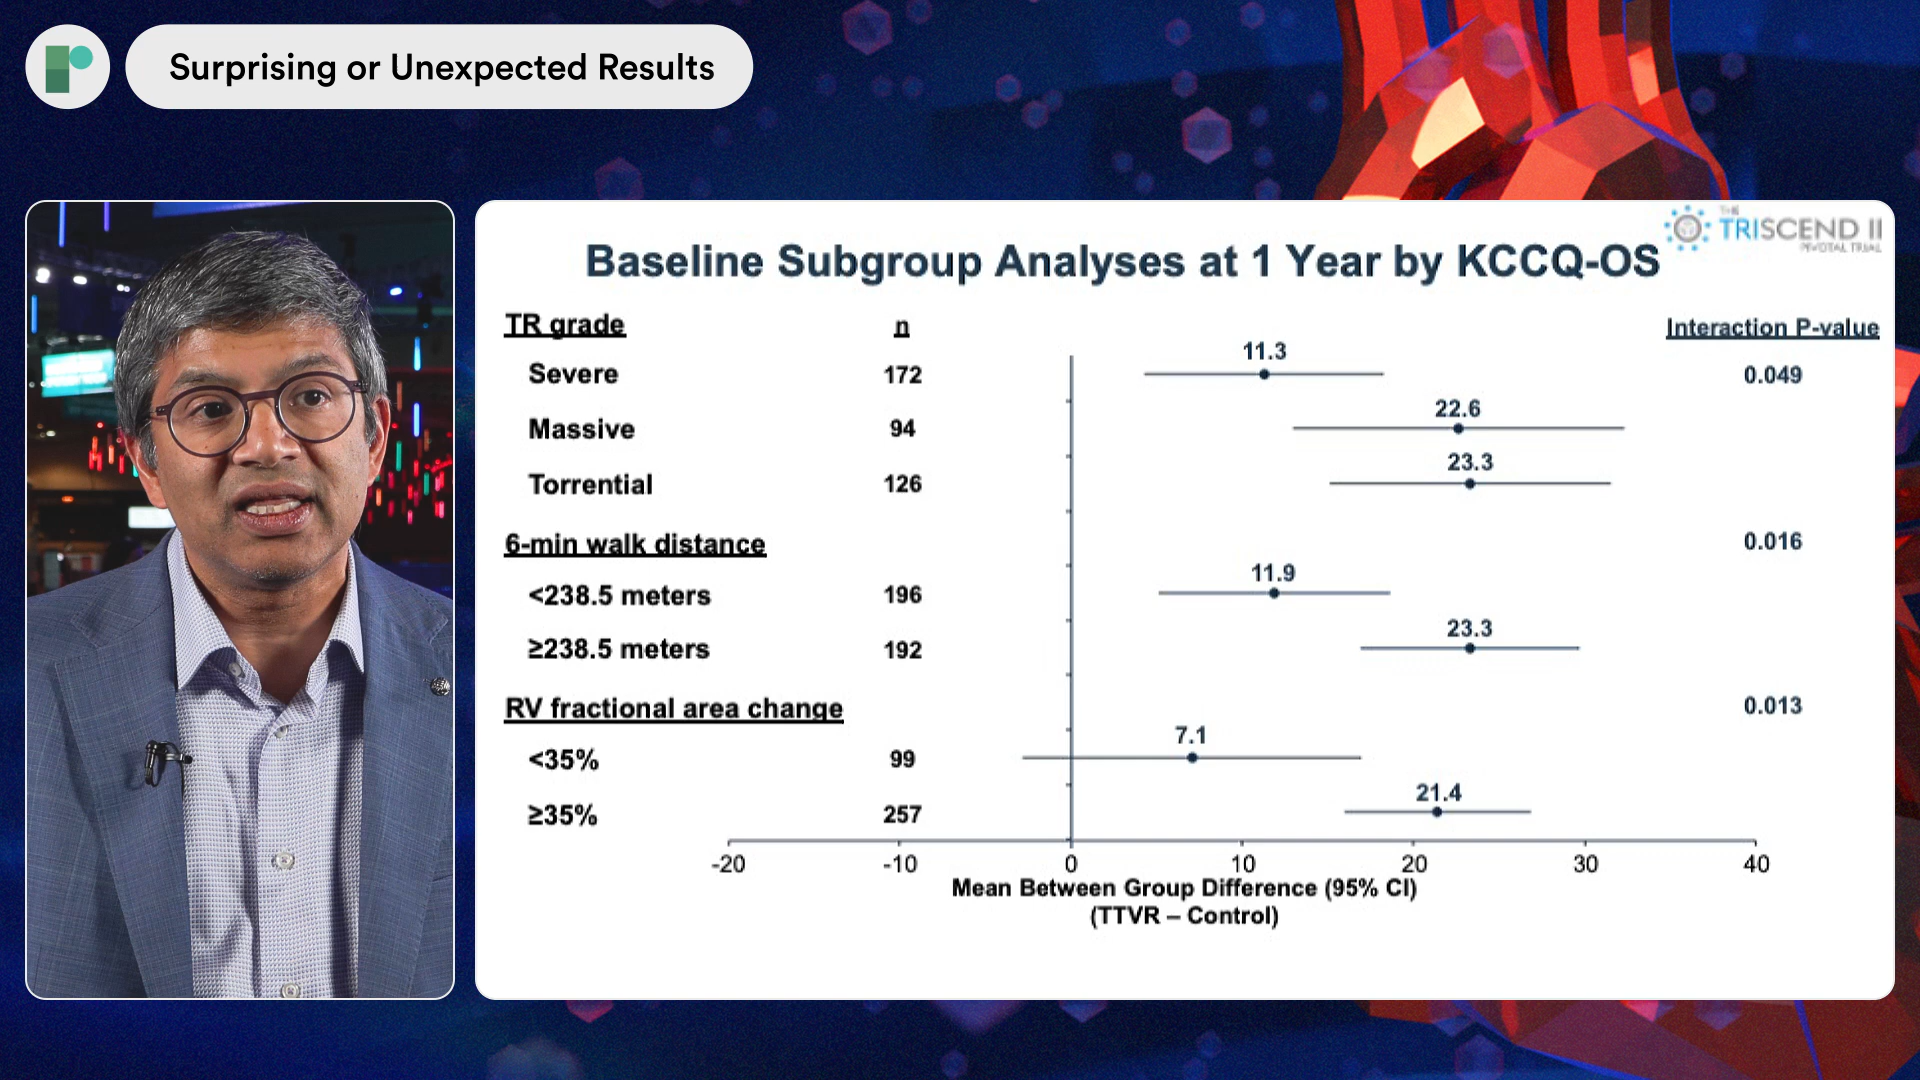 Surprising or Unexpected Results
THE
TRISCEND II
PIVOTAL TRIAL
Baseline Subgroup Analyses at 1 Year by KCCQ-OS
TR grade n Interaction P-value
Severe 172 11.3 0.049
Massive 94 22.6
Torrential 126 23.3
6-min walk distance 0.016
<238.5 meters 196 11.9
≥238.5 meters 192 23.3
RV fractional area change 0.013
<35% 99 7.1
≥35% 257 21.4
-20 -10 0 10 20 30 40
Mean Between Group Difference (95% CI)
(TTVR – Control)